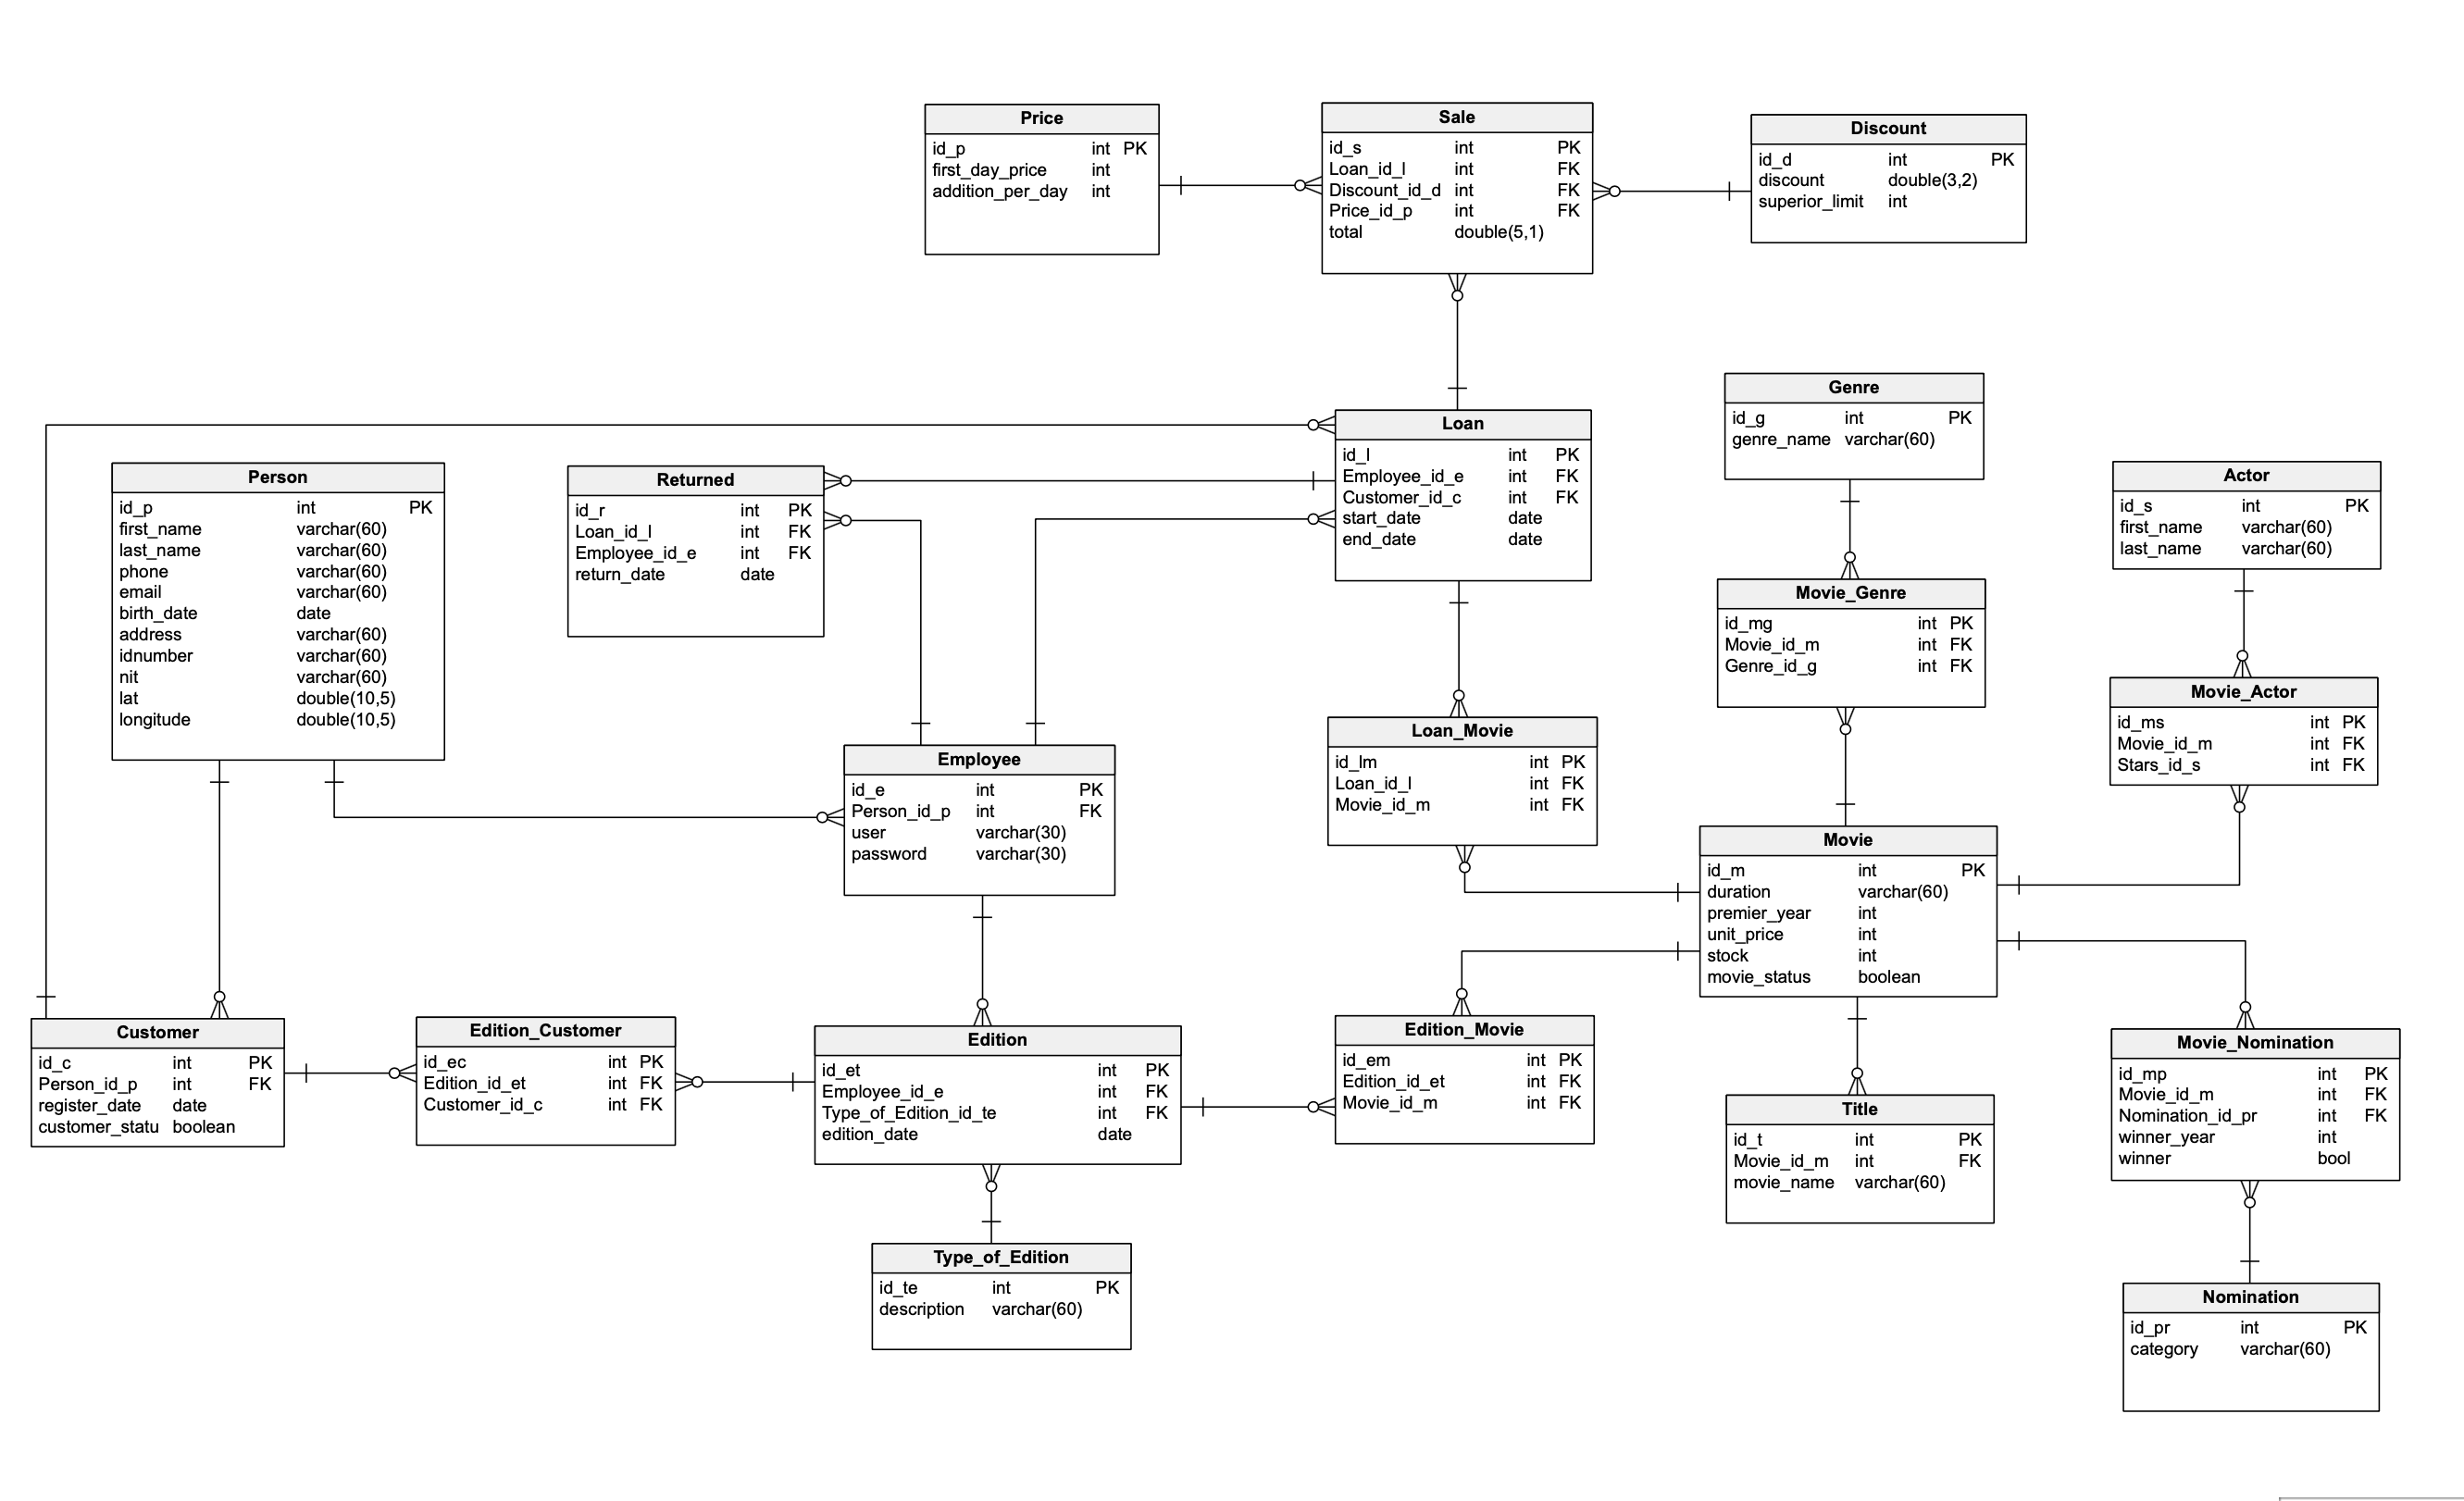 Price
id_p int PK
first_day_price int
addition_per_day int
Sale
id_s int PK
Loan_id_l int FK
Discount_id_d int FK
Price_id_p int FK
total double(5,1)
Discount
id_d int PK
discount double(3,2)
superior_limit int
Genre
id_g int PK
genre_name varchar(60)
Loan
id_l int PK
Employee_id_e int FK
Customer_id_c int FK
start_date date
end_date date
Person
id_p int PK
first_name varchar(60)
last_name varchar(60)
phone varchar(60)
email varchar(60)
birth_date date
address varchar(60)
idnumber varchar(60)
nit varchar(60)
lat double(10,5)
longitude double(10,5)
Returned
id_r int PK
Loan_id_l int FK
Employee_id_e int FK
return_date date
Actor
id_s int PK
first_name varchar(60)
last_name varchar(60)
Movie_Genre
id_mg int PK
Movie_id_m int FK
Genre_id_g int FK
Movie_Actor
id_ms int PK
Movie_id_m int FK
Stars_id_s int FK
Loan_Movie
id_lm int PK
Loan_id_l int FK
Movie_id_m int FK
Employee
id_e int PK
Person_id_p int FK
user varchar(30)
password varchar(30)
Movie
id_m int PK
duration varchar(60)
premier_year int
unit_price int
stock int
movie_status boolean
Customer
id_c int PK
Person_id_p int FK
register_date date
customer_statu boolean
Edition_Customer
id_ec int PK
Edition_id_et int FK
Customer_id_c int FK
Edition
id_et int PK
Employee_id_e int FK
Type_of_Edition_id_te int FK
edition_date date
Edition_Movie
id_em int PK
Edition_id_et int FK
Movie_id_m int FK
Title
id_t int PK
Movie_id_m int FK
movie_name varchar(60)
Movie_Nomination
id_mp int PK
Movie_id_m int FK
Nomination_id_pr int FK
winner_year int
winner bool
Type_of_Edition
id_te int PK
description varchar(60)
Nomination
id_pr int PK
category varchar(60)